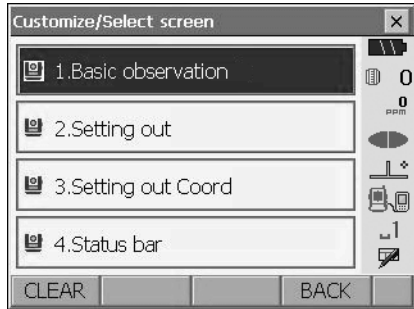 Customize/Select screen
1.Basic observation
0
0
PPM
2.Setting out
3.Setting out Coord
4.Status bar
1
CLEAR
BACK